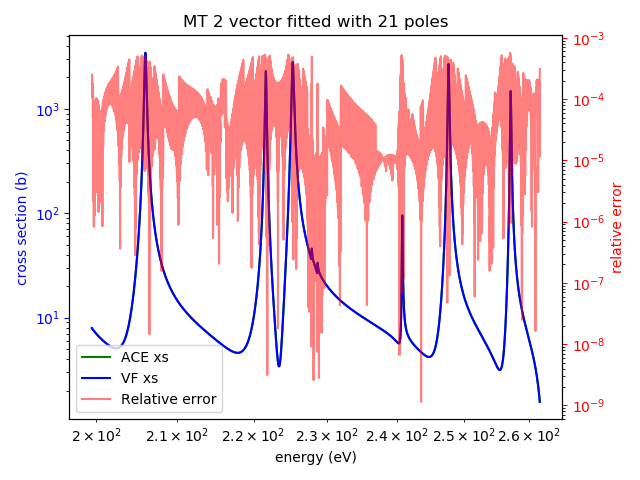 MT 2 vector fitted with 21 poles
10³
10²
10¹
cross section (b)
10⁻³
10⁻⁴
10⁻⁵
10⁻⁶
10⁻⁷
10⁻⁸
10⁻⁹
relative error
ACE xs
VF xs
Relative error
2 × 10² 2.1 × 10² 2.2 × 10² 2.3 × 10² 2.4 × 10² 2.5 × 10² 2.6 × 10²
energy (eV)